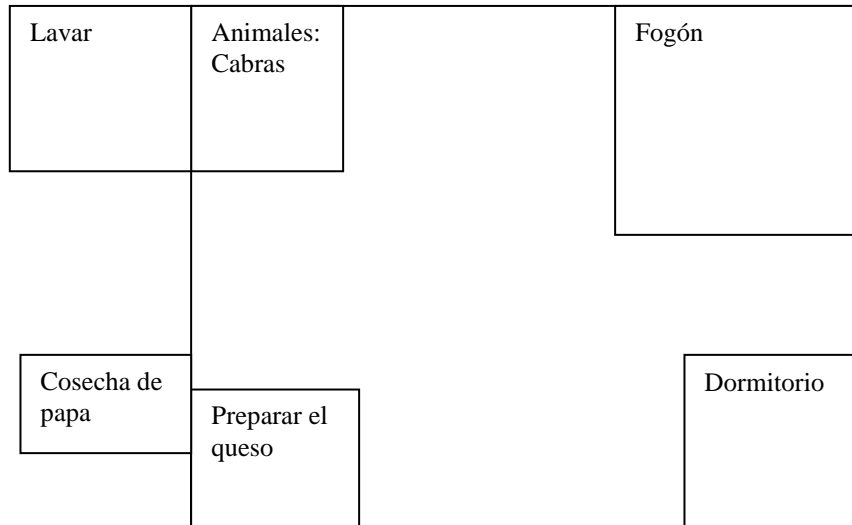 Lavar
Animales:
Cabras
Fogón
Cosecha de
papa
Preparar el
queso
Dormitorio